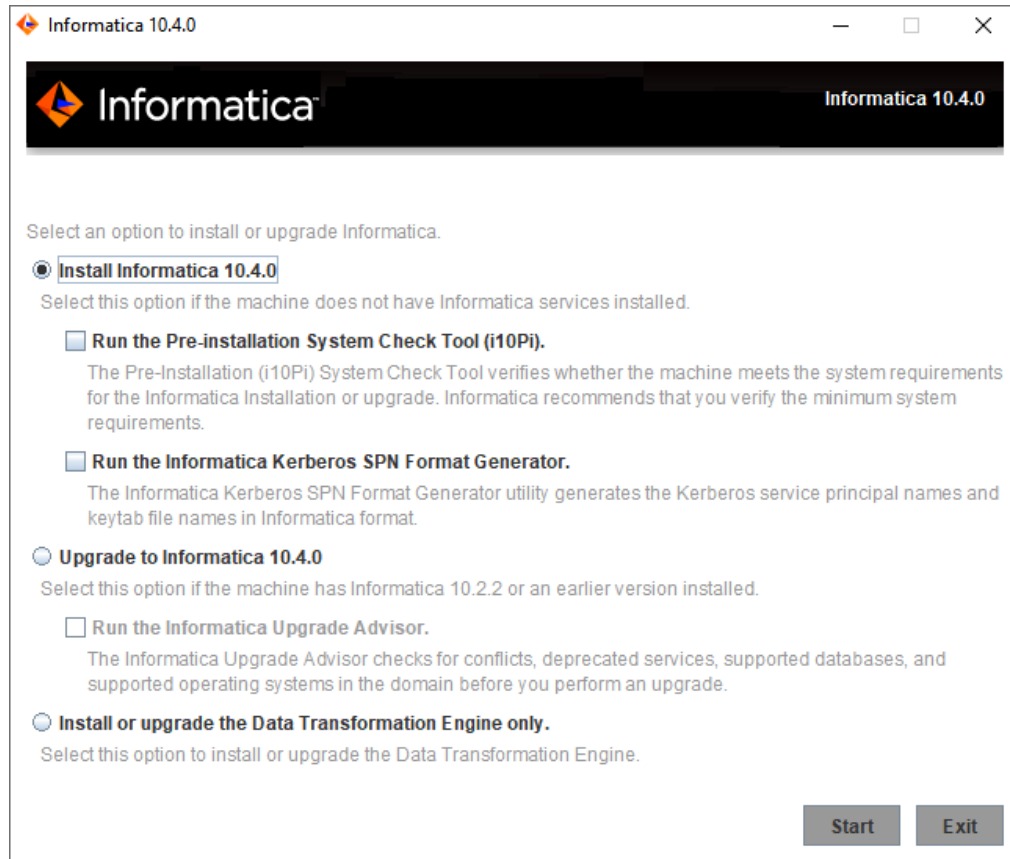 Informatica 10.4.0
Informatica
Informatica 10.4.0
Select an option to install or upgrade Informatica.
Install Informatica 10.4.0
Select this option if the machine does not have Informatica services installed.
Run the Pre-installation System Check Tool (i10Pi).
The Pre-Installation (i10Pi) System Check Tool verifies whether the machine meets the system requirements
for the Informatica Installation or upgrade. Informatica recommends that you verify the minimum system
requirements.
Run the Informatica Kerberos SPN Format Generator.
The Informatica Kerberos SPN Format Generator utility generates the Kerberos service principal names and
keytab file names in Informatica format.
Upgrade to Informatica 10.4.0
Select this option if the machine has Informatica 10.2.2 or an earlier version installed.
Run the Informatica Upgrade Advisor.
The Informatica Upgrade Advisor checks for conflicts, deprecated services, supported databases, and
supported operating systems in the domain before you perform an upgrade.
Install or upgrade the Data Transformation Engine only.
Select this option to install or upgrade the Data Transformation Engine.
Start Exit